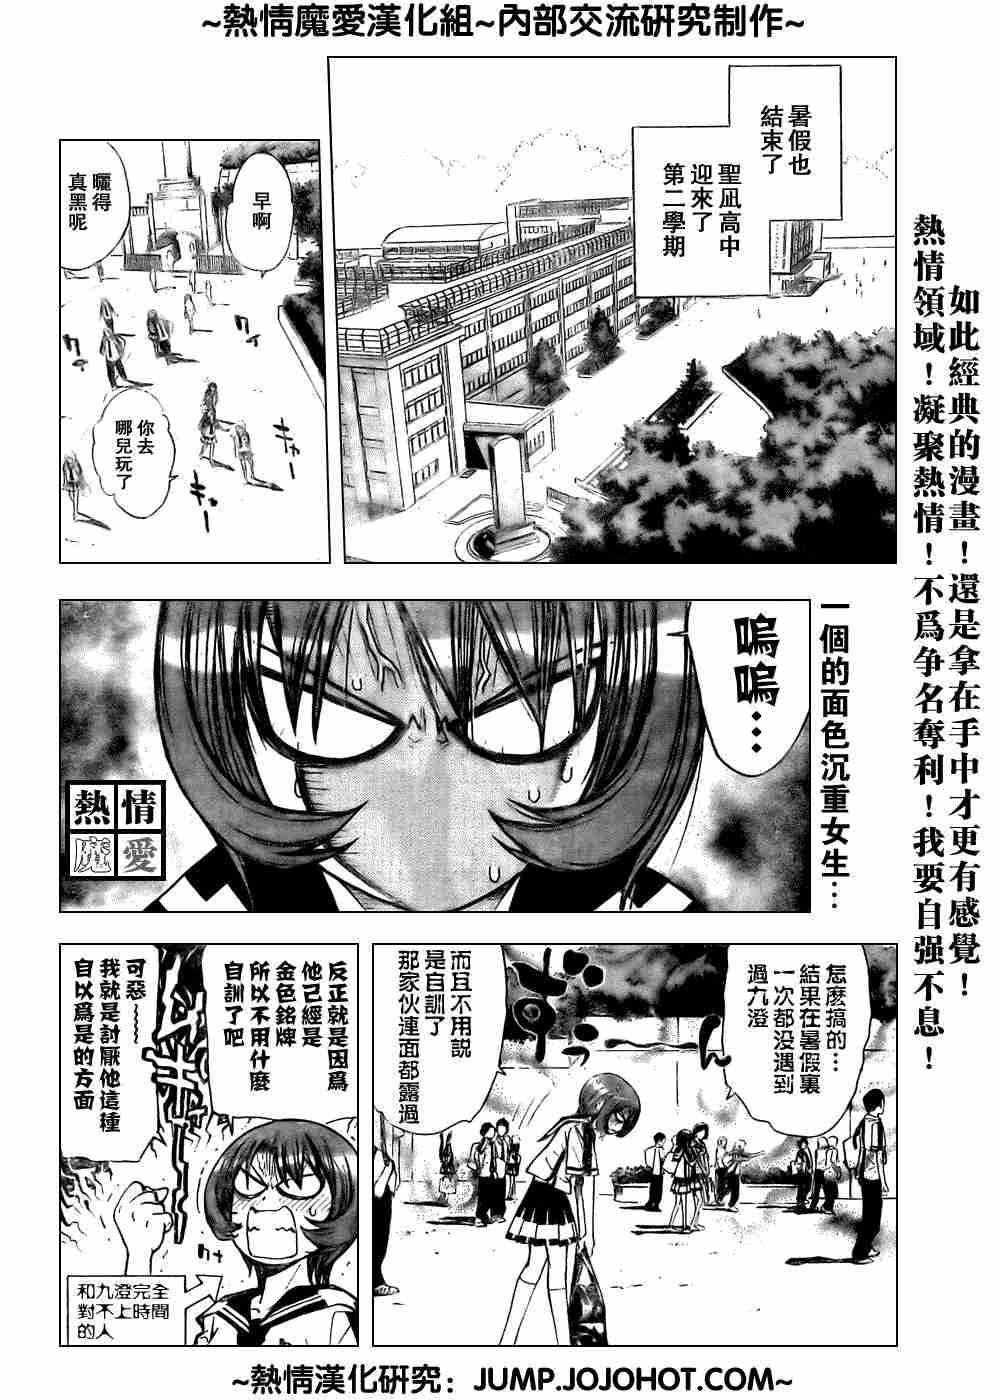 ~熱情魔愛漢化組~內部交流研究制作~
暑假也
結束了
聖凪高中
迎來了
第二學期
早啊
曬得
真黑呢
你去
哪兒玩了
キャ
如此經典的漫畫！還是拿在手中才更有感覺！
熱情領域！凝聚熱情！不爲争名奪利！我要自强不息！
一個的面色沉重女生…
嗚嗚…
熱情
魔愛
怎麽搞的…
結果在暑假裏
一次都没遇到
過九澄
而且不用説
是自訓了
那家伙連面都露過
ずーん
反正就是因爲
他已經是
金色銘牌
所以不用什麽
自訓了吧
可惡～～～
我就是討厭他這種
自以爲是的方面
和九澄完全
對不上時間
的人
~熱情漢化研究：JUMP.JOJOHOT.COM~